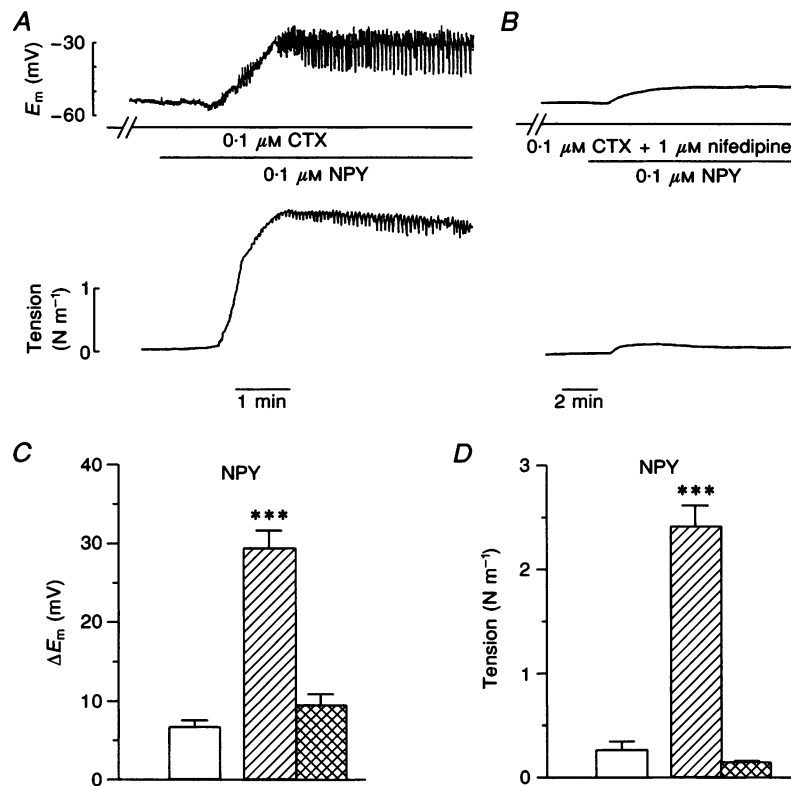 A
B
−30
−60
Eₘ (mV)
0·1 μM CTX
0·1 μM NPY
0·1 μM CTX + 1 μM nifedipine
0·1 μM NPY
1
0
Tension
(N m⁻¹)
1 min
2 min
C
NPY
***
40
30
20
10
0
ΔEₘ (mV)
D
NPY
***
3
2
1
0
Tension (N m⁻¹)